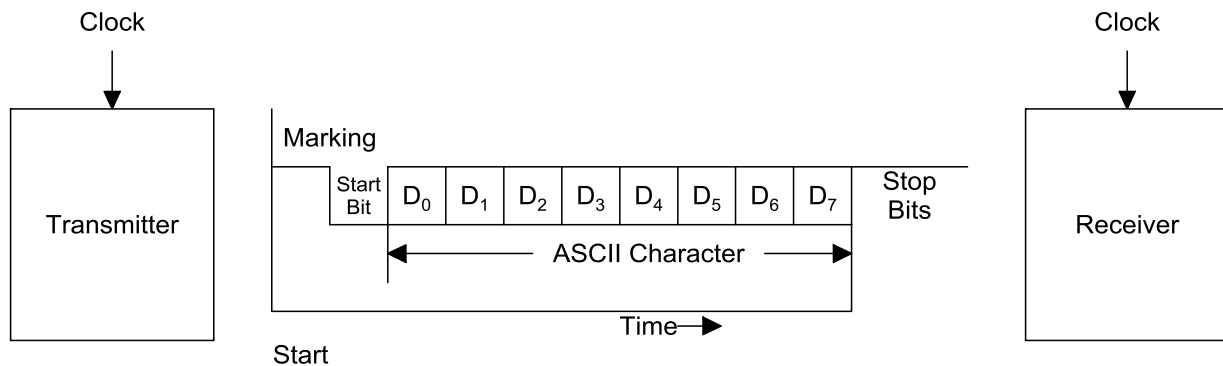 Clock
Clock
Marking
Transmitter
Start
Bit
D₀ D₁ D₂ D₃ D₄ D₅ D₆ D₇
Stop
Bits
Receiver
ASCII Character
Time
Start